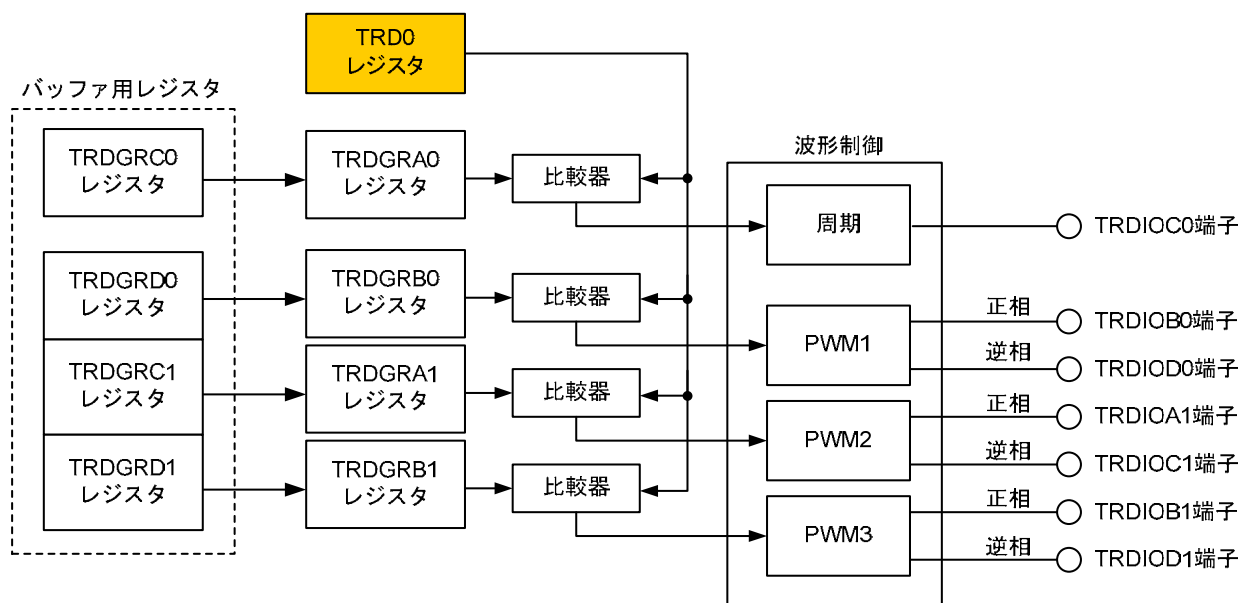 TRD0
レジスタ
バッファ用レジスタ
TRDGRC0
レジスタ
TRDGRA0
レジスタ
比較器
波形制御
周期
TRDIOC0端子
TRDGRD0
レジスタ
TRDGRB0
レジスタ
比較器
PWM1
正相
TRDIOB0端子
逆相
TRDIOD0端子
TRDGRC1
レジスタ
TRDGRA1
レジスタ
比較器
PWM2
正相
TRDIOA1端子
逆相
TRDIOC1端子
TRDGRD1
レジスタ
TRDGRB1
レジスタ
比較器
PWM3
正相
TRDIOB1端子
逆相
TRDIOD1端子